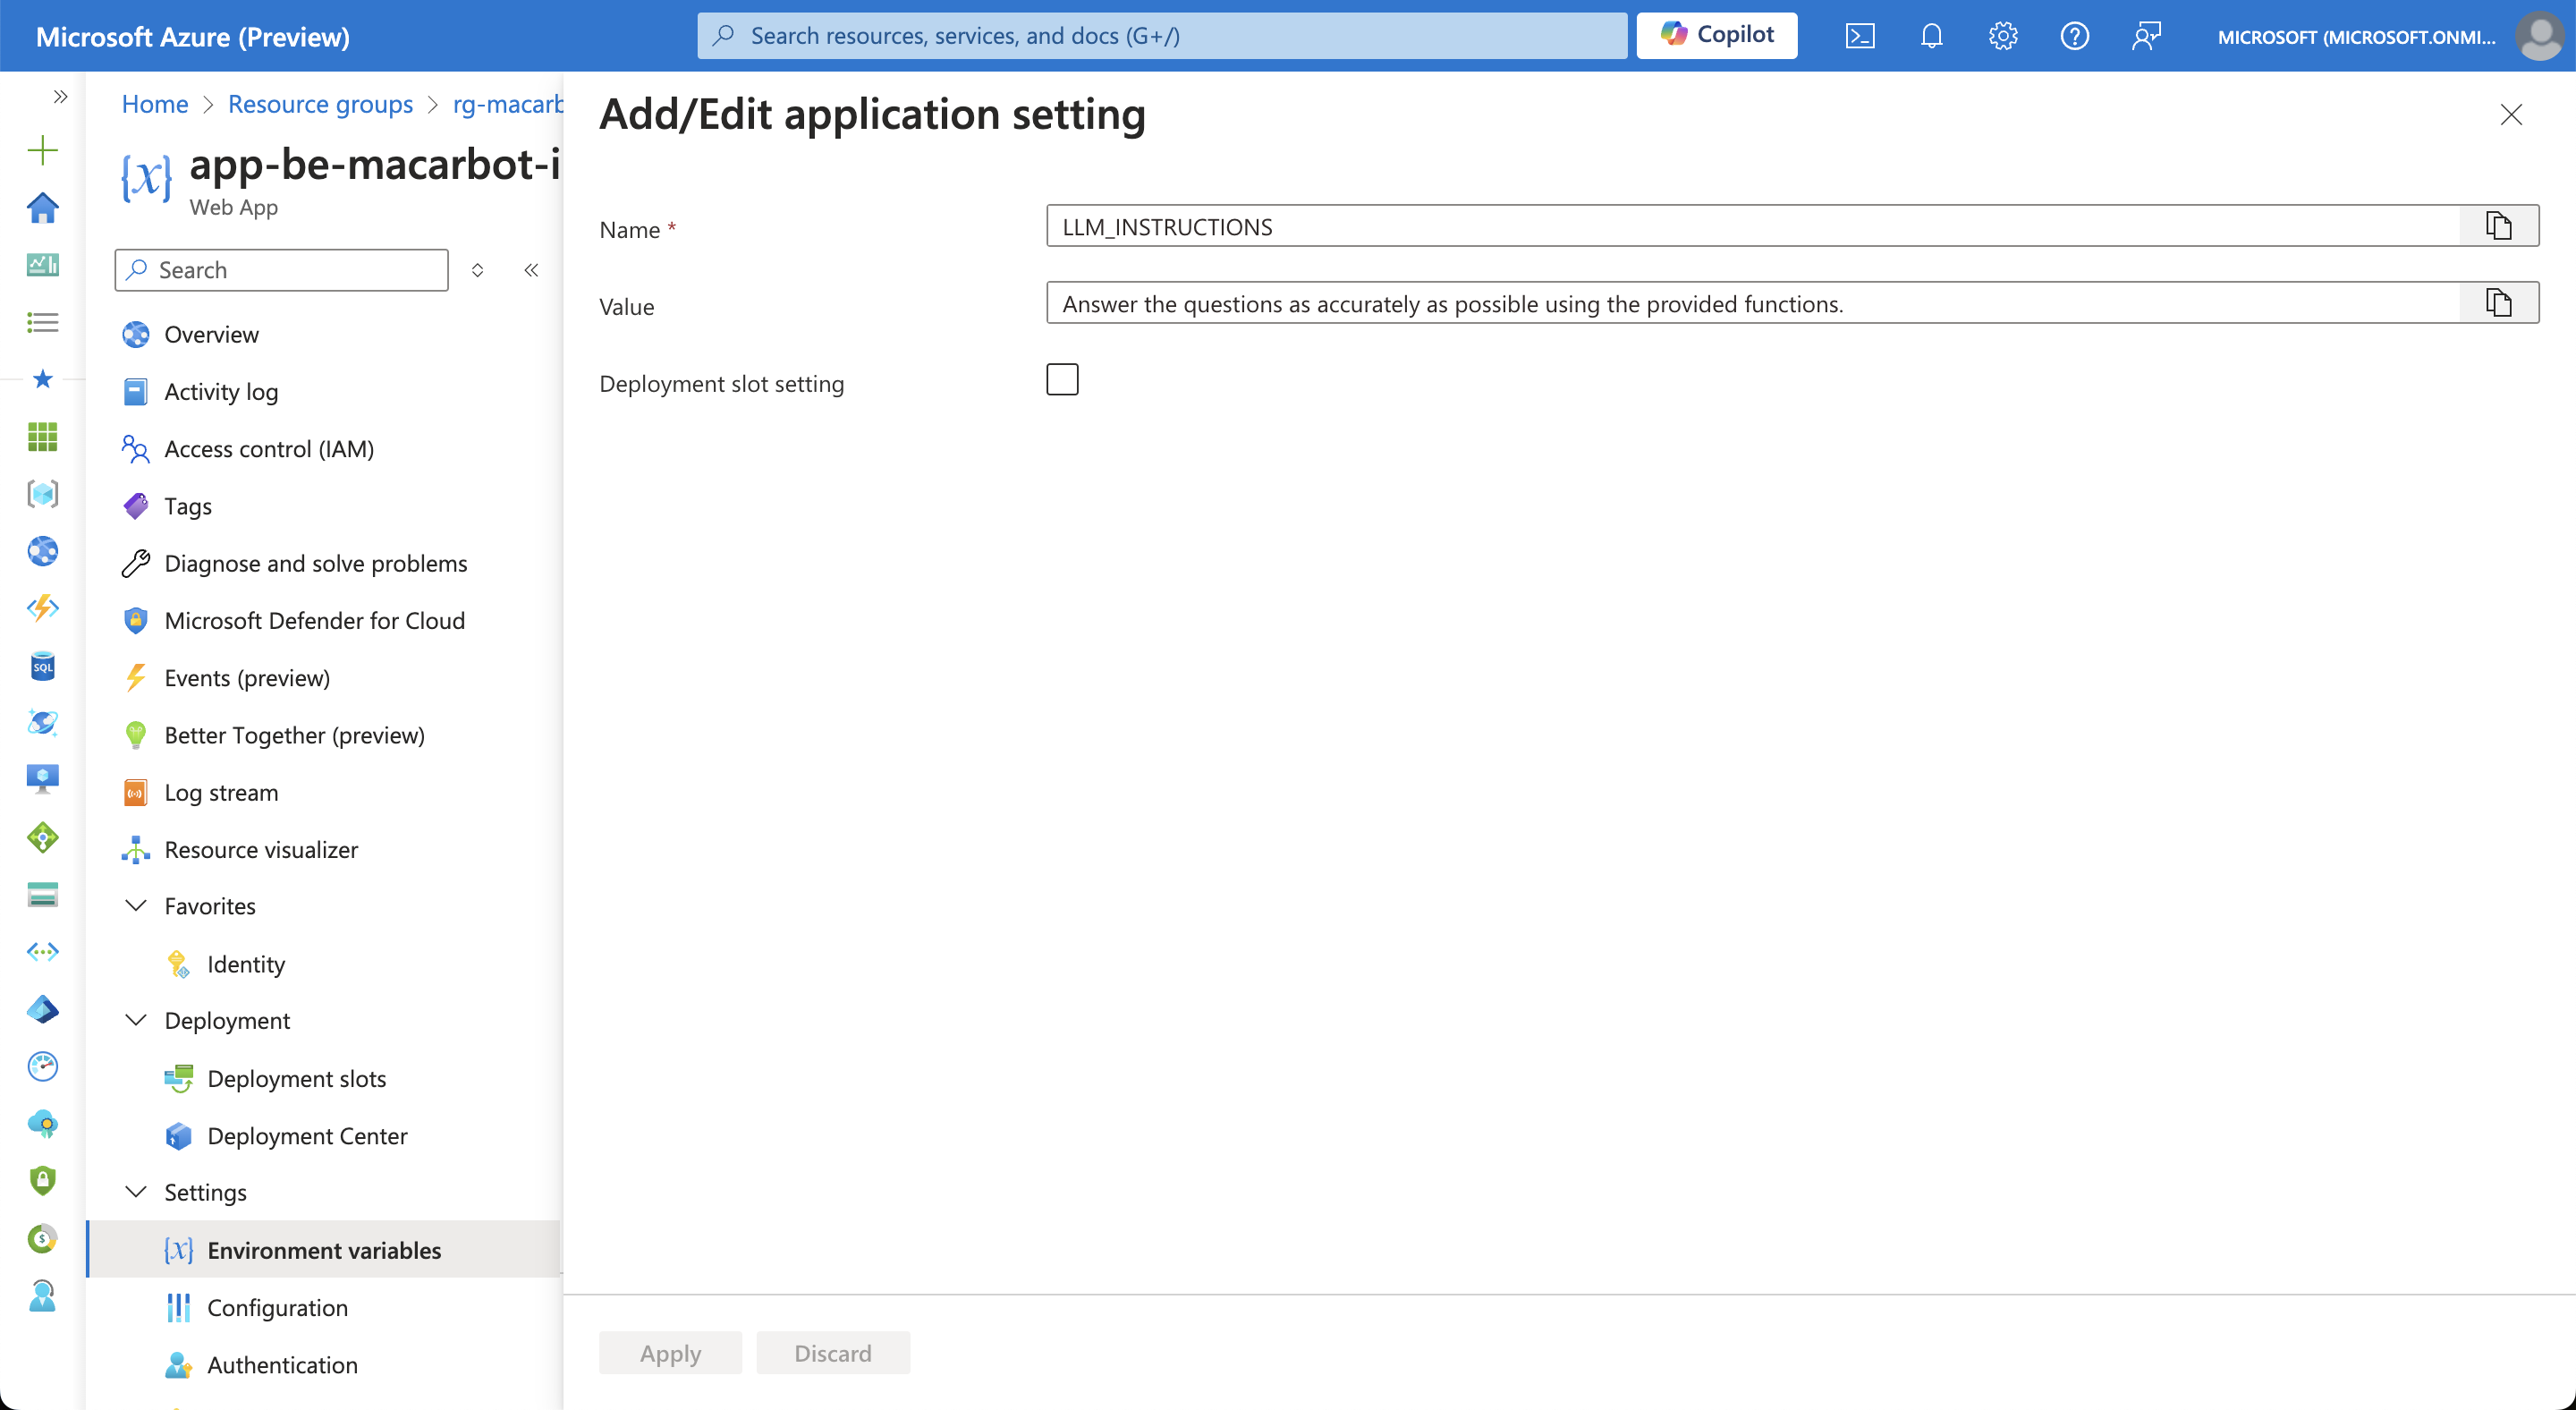 Microsoft Azure (Preview)
Search resources, services, and docs (G+/)
Copilot
MICROSOFT (MICROSOFT.ONMI...
Home > Resource groups > rg-macarb
app-be-macarbot-i
Web App
Search
Overview
Activity log
Access control (IAM)
Tags
Diagnose and solve problems
Microsoft Defender for Cloud
Events (preview)
Better Together (preview)
Log stream
Resource visualizer
Favorites
Identity
Deployment
Deployment slots
Deployment Center
Settings
Environment variables
Configuration
Authentication
Add/Edit application setting
Name *
LLM_INSTRUCTIONS
Value
Answer the questions as accurately as possible using the provided functions.
Deployment slot setting
Apply
Discard
SQL